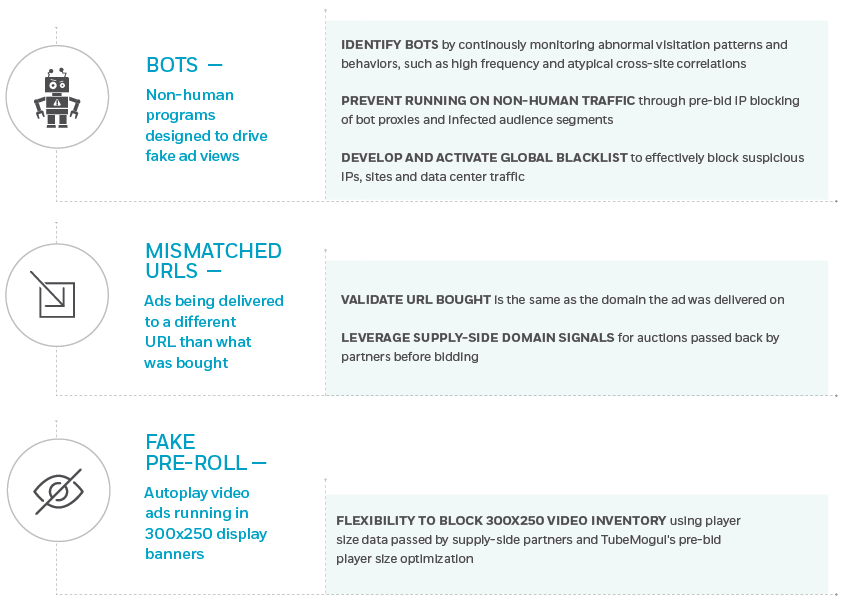 BOTS —
Non-human
programs
designed to drive
fake ad views
IDENTIFY BOTS by continously monitoring abnormal visitation patterns and
behaviors, such as high frequency and atypical cross-site correlations
PREVENT RUNNING ON NON-HUMAN TRAFFIC through pre-bid IP blocking
of bot proxies and infected audience segments
DEVELOP AND ACTIVATE GLOBAL BLACKLIST to effectively block suspicious
IPs, sites and data center traffic
MISMATCHED
URLS —
Ads being delivered
to a different
URL than what
was bought
VALIDATE URL BOUGHT is the same as the domain the ad was delivered on
LEVERAGE SUPPLY-SIDE DOMAIN SIGNALS for auctions passed back by
partners before bidding
FAKE
PRE-ROLL —
Autoplay video
ads running in
300x250 display
banners
FLEXIBILITY TO BLOCK 300X250 VIDEO INVENTORY using player
size data passed by supply-side partners and TubeMogul's pre-bid
player size optimization